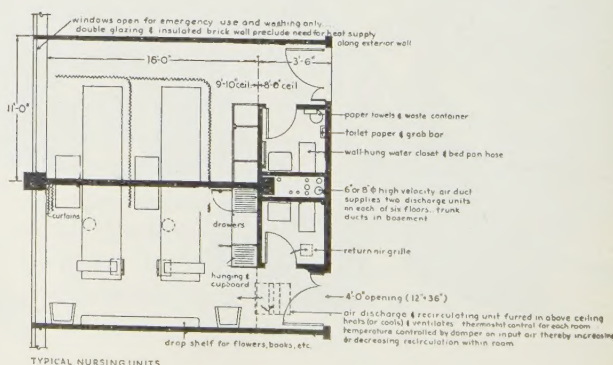 windows open for emergency use and washing only
double glazing & insulated brick wall preclude need for heat supply
along exterior wall
16'-0"
3'-6"
9'-10" ceil
8'-0" ceil
11'-0"
paper towels & waste container
toilet paper & grab bar
wall-hung water closet & bed pan hose
6" or 8"ϕ high velocity air duct
supplies two discharge units
on each of six floors.. trunk
ducts in basement
curtains
drawers
return air grille
hanging &
cupboard
4'-0" opening (12"+36")
air discharge & recirculating unit furred in above ceiling
heats (or cools) & ventilates thermostat control for each room
temperature controlled by damper on input air thereby increasing
or decreasing recirculation within room
drop shelf for flowers, books, etc.
TYPICAL NURSING UNITS